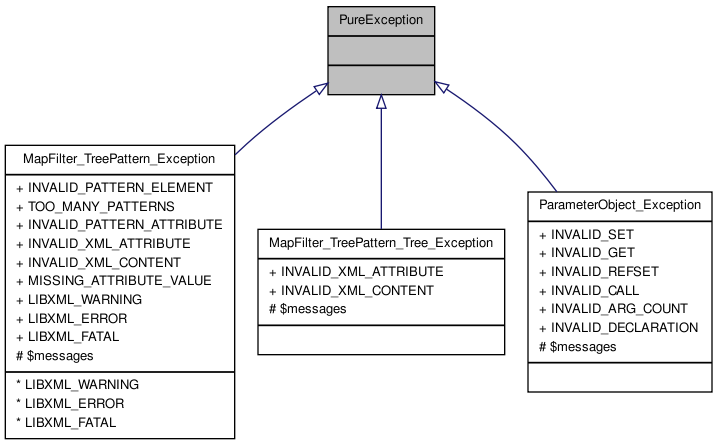 PureException
MapFilter_TreePattern_Exception
+ INVALID_PATTERN_ELEMENT
+ TOO_MANY_PATTERNS
+ INVALID_PATTERN_ATTRIBUTE
+ INVALID_XML_ATTRIBUTE
+ INVALID_XML_CONTENT
+ MISSING_ATTRIBUTE_VALUE
+ LIBXML_WARNING
+ LIBXML_ERROR
+ LIBXML_FATAL
# $messages
* LIBXML_WARNING
* LIBXML_ERROR
* LIBXML_FATAL
MapFilter_TreePattern_Tree_Exception
+ INVALID_XML_ATTRIBUTE
+ INVALID_XML_CONTENT
# $messages
ParameterObject_Exception
+ INVALID_SET
+ INVALID_GET
+ INVALID_REFSET
+ INVALID_CALL
+ INVALID_ARG_COUNT
+ INVALID_DECLARATION
# $messages